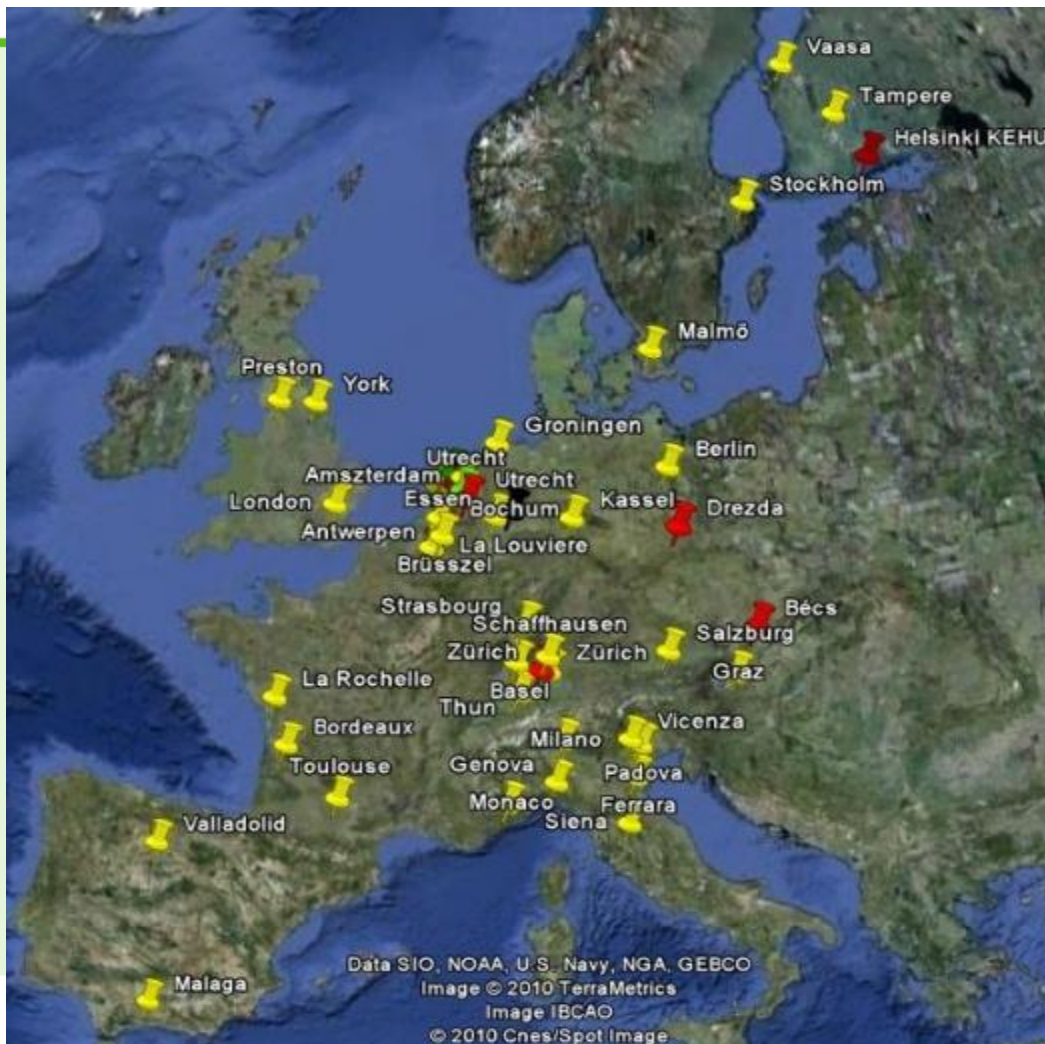 Vaasa
Tampere
Helsinki KEHU
Stockholm
Malmö
Preston
York
Groningen
Utrecht
Berlin
Amszterdam
Utrecht
London
Essen
Bochum
Kassel
Drezda
Antwerpen
La Louviere
Brüsszel
Strasbourg
Bécs
Schaffhausen
Salzburg
Zürich
Zürich
Graz
La Rochelle
Basel
Thun
Bordeaux
Vicenza
Milano
Toulouse
Genova
Padova
Monaco
Ferrara
Siena
Valladolid
Malaga
Data SIO, NOAA, U.S. Navy, NGA, GEBCO
Image © 2010 TerraMetrics
Image IBCAO
© 2010 Cnes/Spot Image